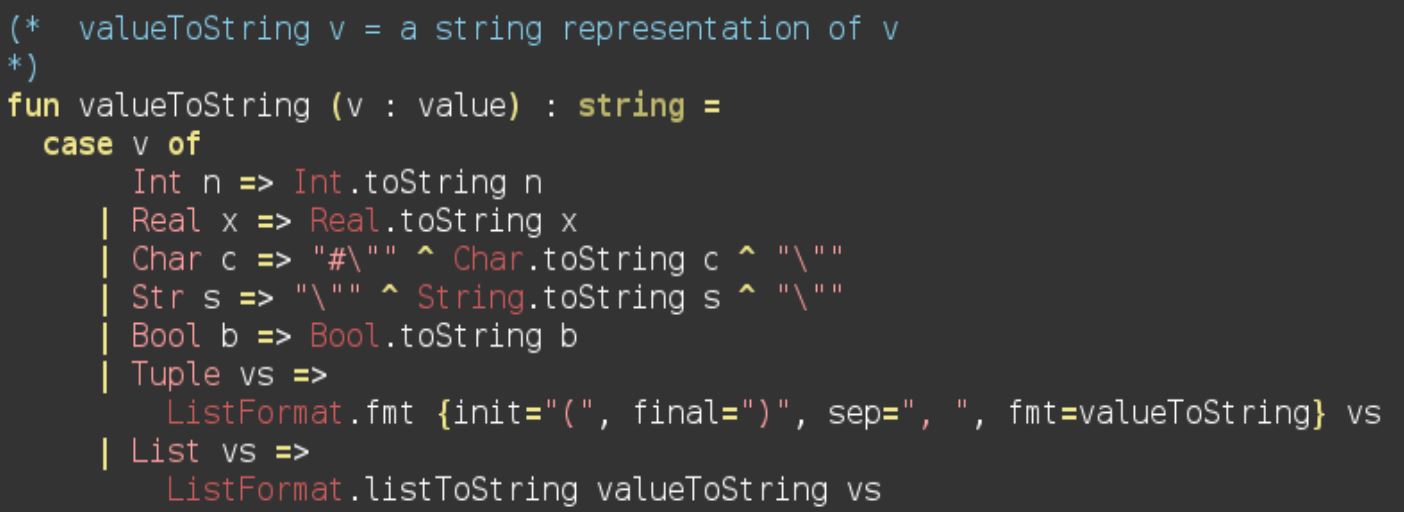 (*  valueToString v = a string representation of v
*)
fun valueToString (v : value) : string =
  case v of
       Int n => Int.toString n
     | Real x => Real.toString x
     | Char c => "#\"" ^ Char.toString c ^ "\""
     | Str s => "\"" ^ String.toString s ^ "\""
     | Bool b => Bool.toString b
     | Tuple vs =>
         ListFormat.fmt {init="(", final=")", sep=", ", fmt=valueToString} vs
     | List vs =>
         ListFormat.listToString valueToString vs